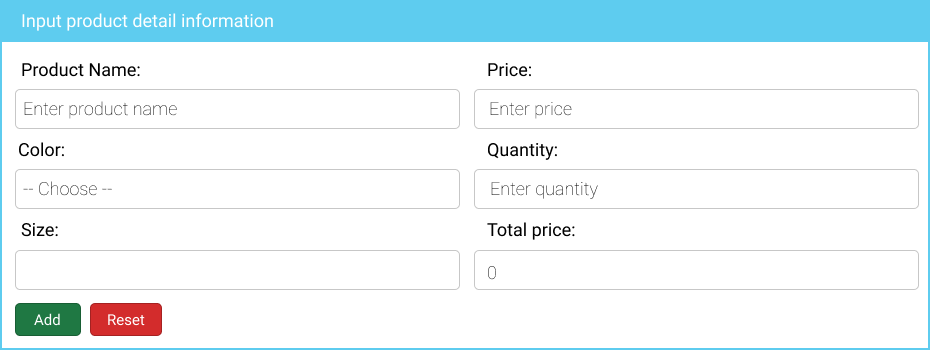 Input product detail information
Product Name:
Price:
Enter product name
Enter price
Color:
Quantity:
-- Choose --
Enter quantity
Size:
Total price:
0
Add
Reset